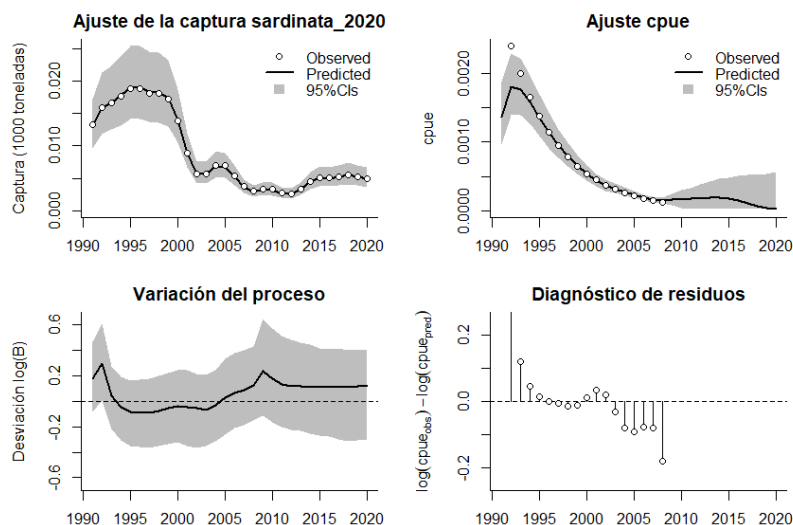 Ajuste de la captura sardinata_2020
Captura (1000 toneladas)
0.020
0.010
0.000
Observed
Predicted
95%CIs
1990 1995 2000 2005 2010 2015 2020
Ajuste cpue
cpue
0.0020
0.0010
0.0000
Observed
Predicted
95%CIs
1990 1995 2000 2005 2010 2015 2020
Variación del proceso
Desviación log(B)
0.6
0.2
-0.2
-0.6
1990 1995 2000 2005 2010 2015 2020
Diagnóstico de residuos
log(cpue_obs) − log(cpue_pred)
0.2
0.0
-0.2
1990 1995 2000 2005 2010 2015 2020